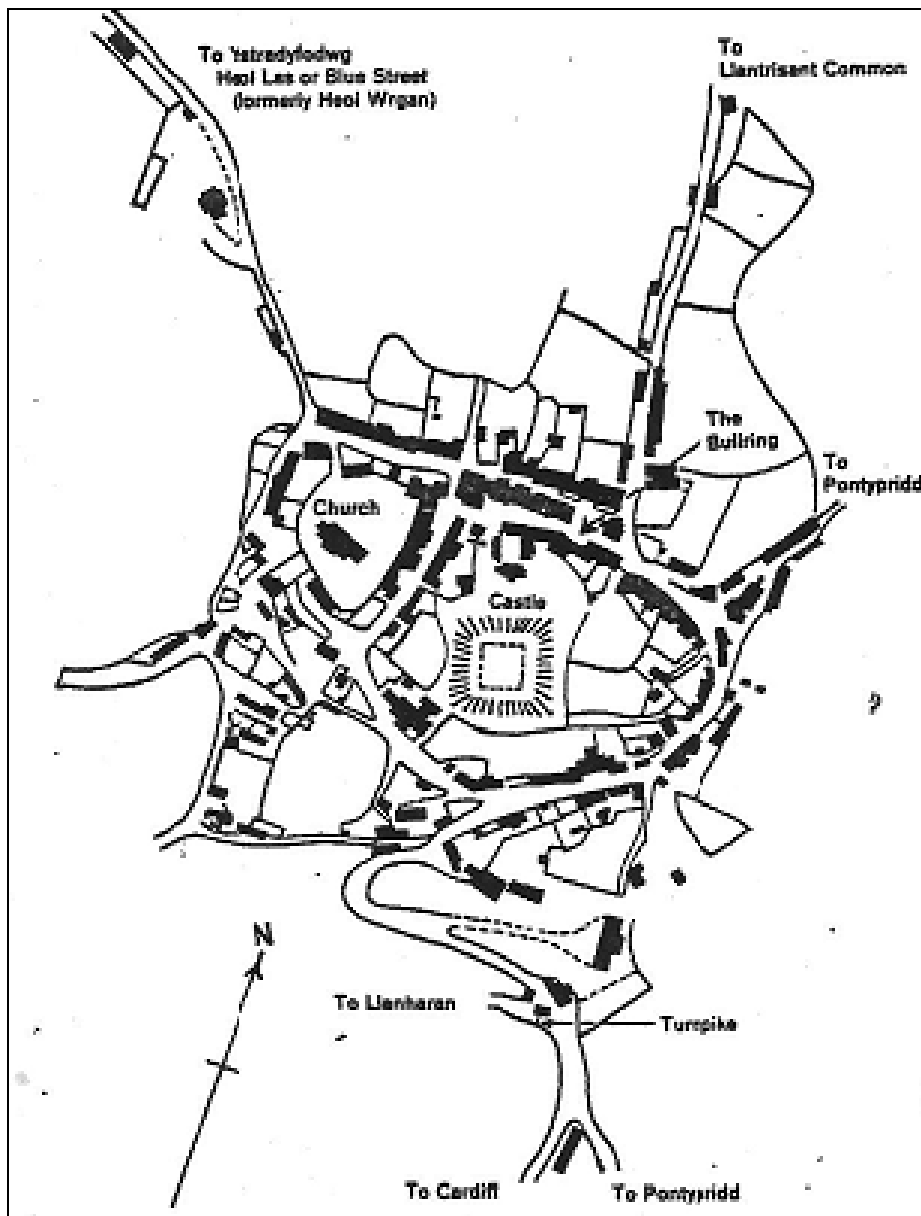 To Ystradyfodwg
Heol Las or Blue Street
(formerly Heol Wrgan)
To
Llantrisant Common
The
Bullring
To
Pontypridd
Church
Castle
?
N
To Llanharan
Turnpike
To Cardiff
To Pontypridd